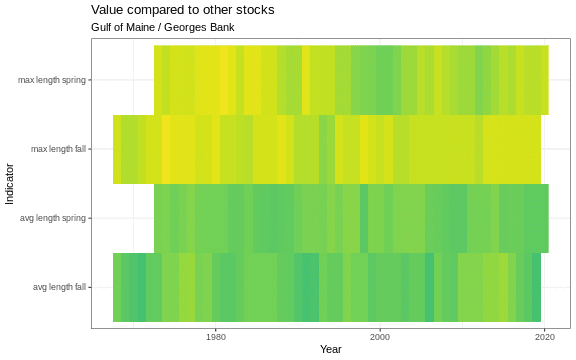 Value compared to other stocks
Gulf of Maine / Georges Bank
max length spring
max length fall
avg length spring
avg length fall
Indicator
1980
2000
2020
Year